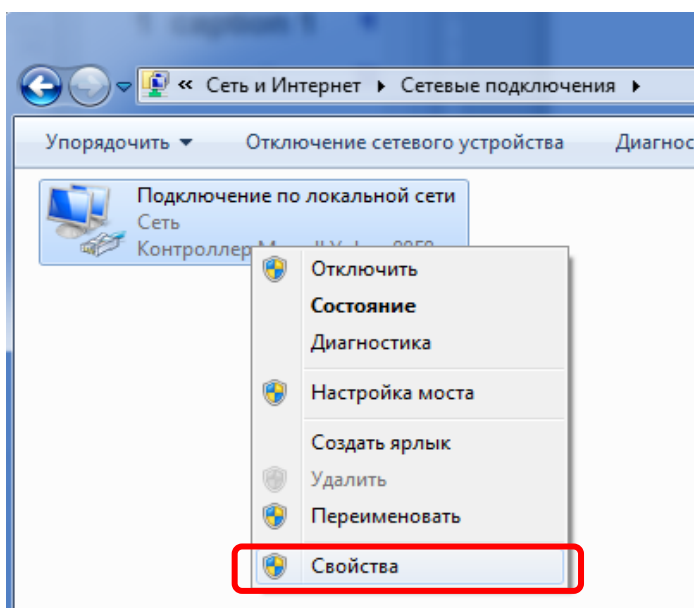 « Сеть и Интернет Сетевые подключения
Упорядочить Отключение сетевого устройства
Подключение по локальной сети
Сеть
Контроллер
Отключить
Состояние
Диагностика
Настройка моста
Создать ярлык
Удалить
Переименовать
Свойства